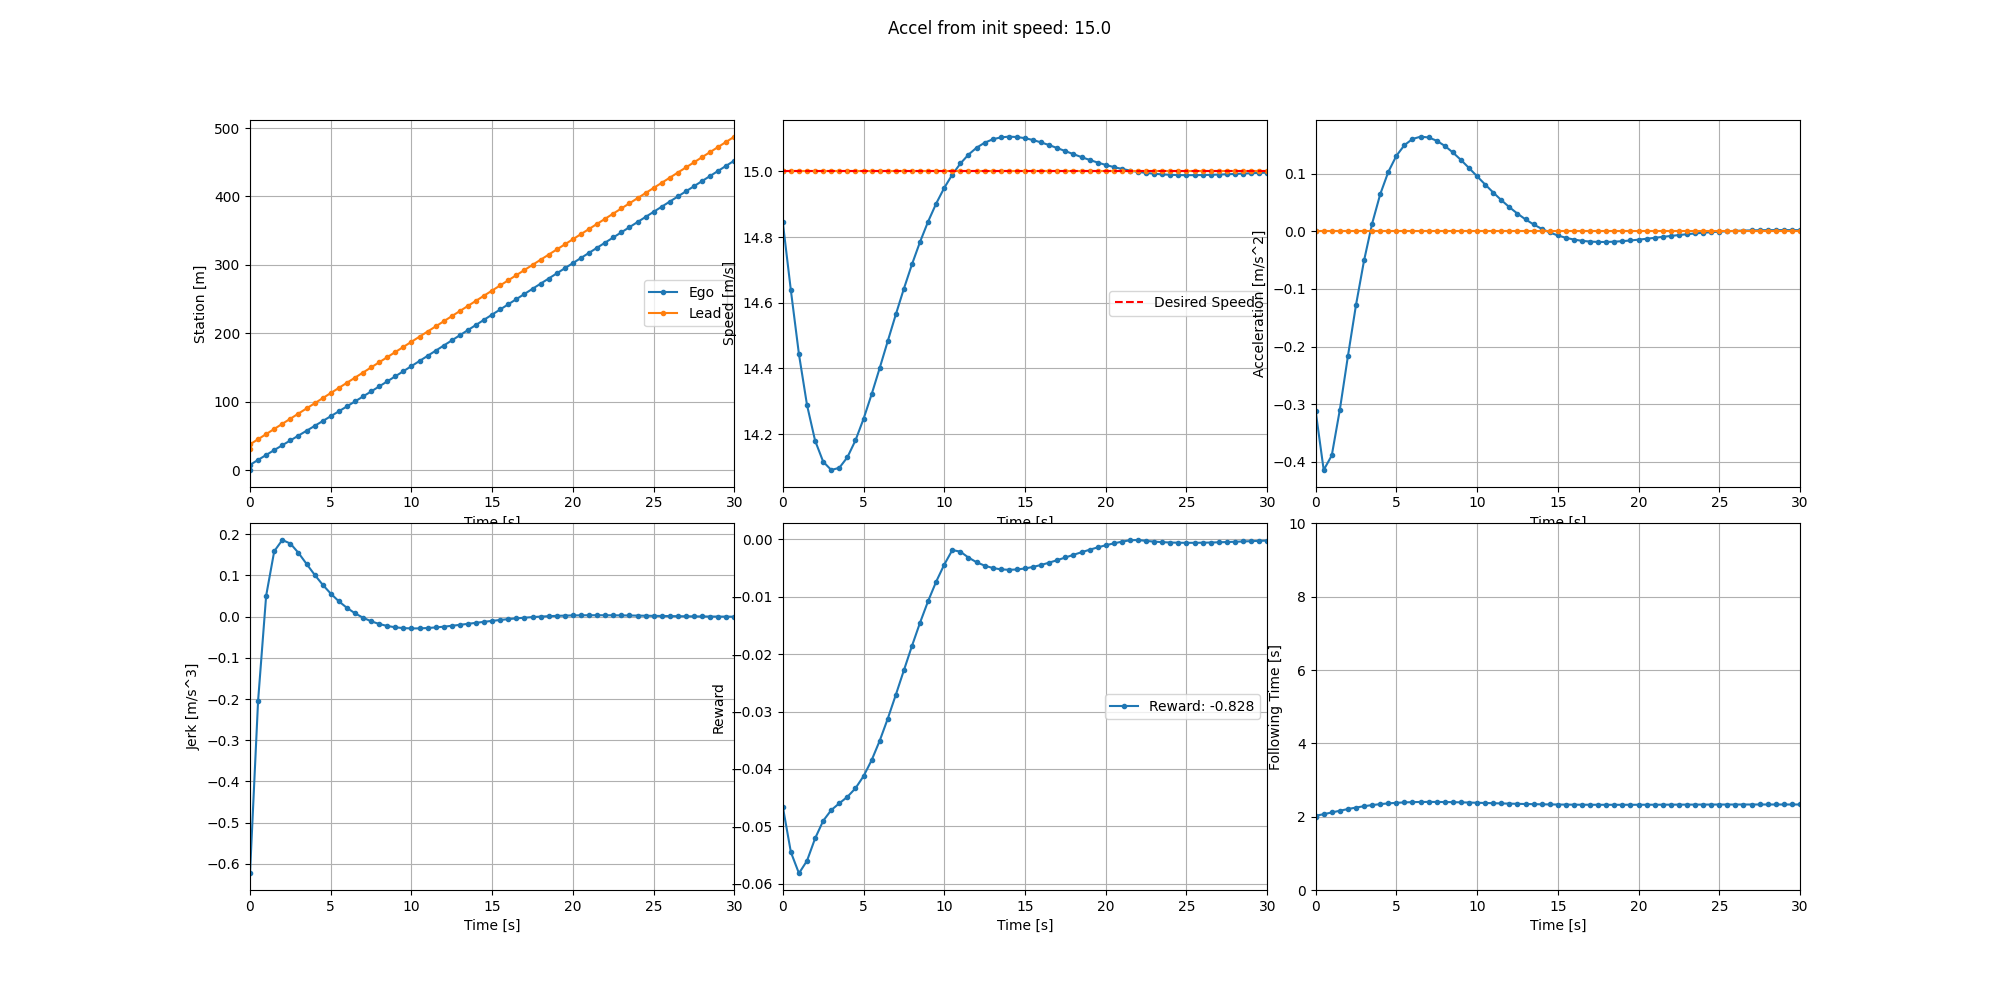 Accel from init speed: 15.0
Station [m]
500
400
300
200
100
0
Ego
Lead
0 5 10 15 20 25 30
Time [s]
Speed [m/s]
15.0
14.8
14.6
14.4
14.2
Desired Speed
0 5 10 15 20 25 30
Time [s]
Acceleration [m/s^2]
0.1
0.0
−0.1
−0.2
−0.3
−0.4
0 5 10 15 20 25 30
Time [s]
Jerk [m/s^3]
0.2
0.1
0.0
−0.1
−0.2
−0.3
−0.4
−0.5
−0.6
0 5 10 15 20 25 30
Time [s]
Reward
0.00
−0.01
−0.02
−0.03
−0.04
−0.05
−0.06
Reward: -0.828
0 5 10 15 20 25 30
Time [s]
Following Time [s]
10
8
6
4
2
0
0 5 10 15 20 25 30
Time [s]